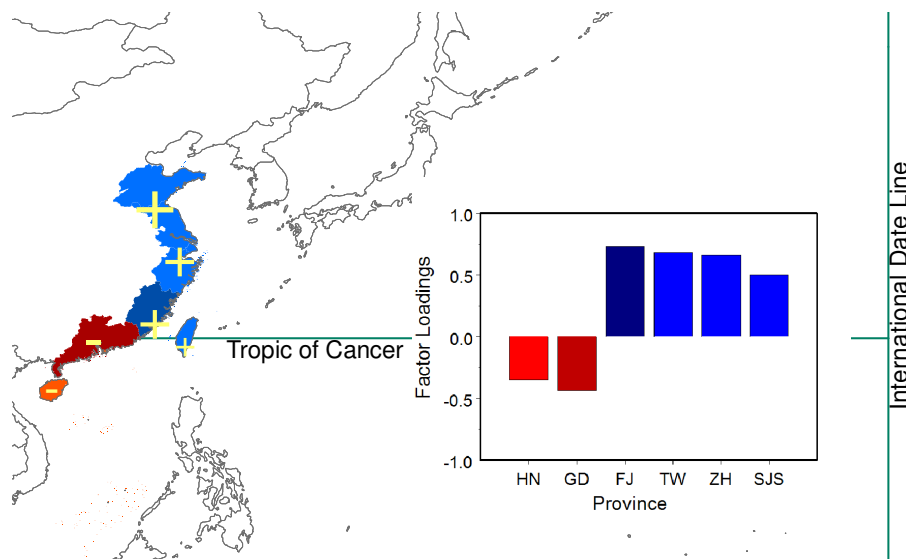 Tropic of Cancer
International Date Line
Factor Loadings
1.0
0.5
0.0
-0.5
-1.0
HN GD FJ TW ZH SJS
Province